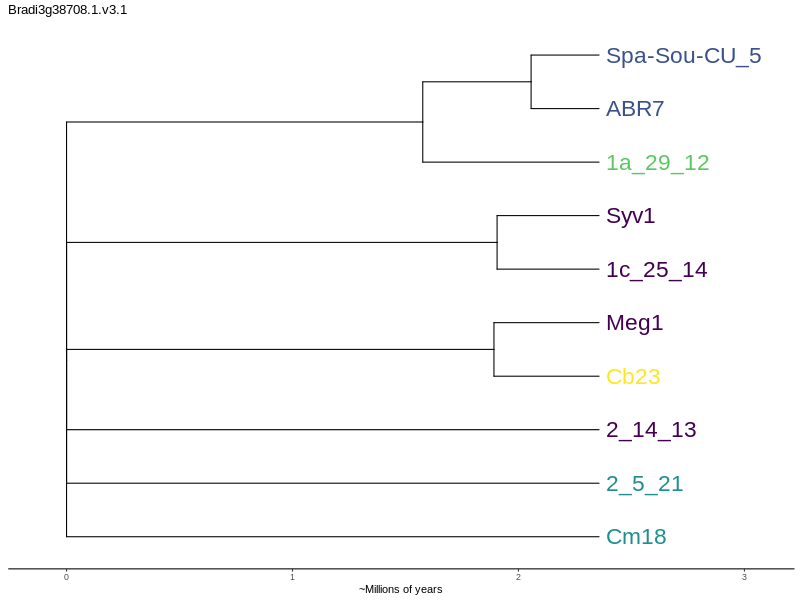 Bradi3g38708.1.v3.1
Spa-Sou-CU_5
ABR7
1a_29_12
Syv1
1c_25_14
Meg1
Cb23
2_14_13
2_5_21
Cm18
0 1 2 3
~Millions of years